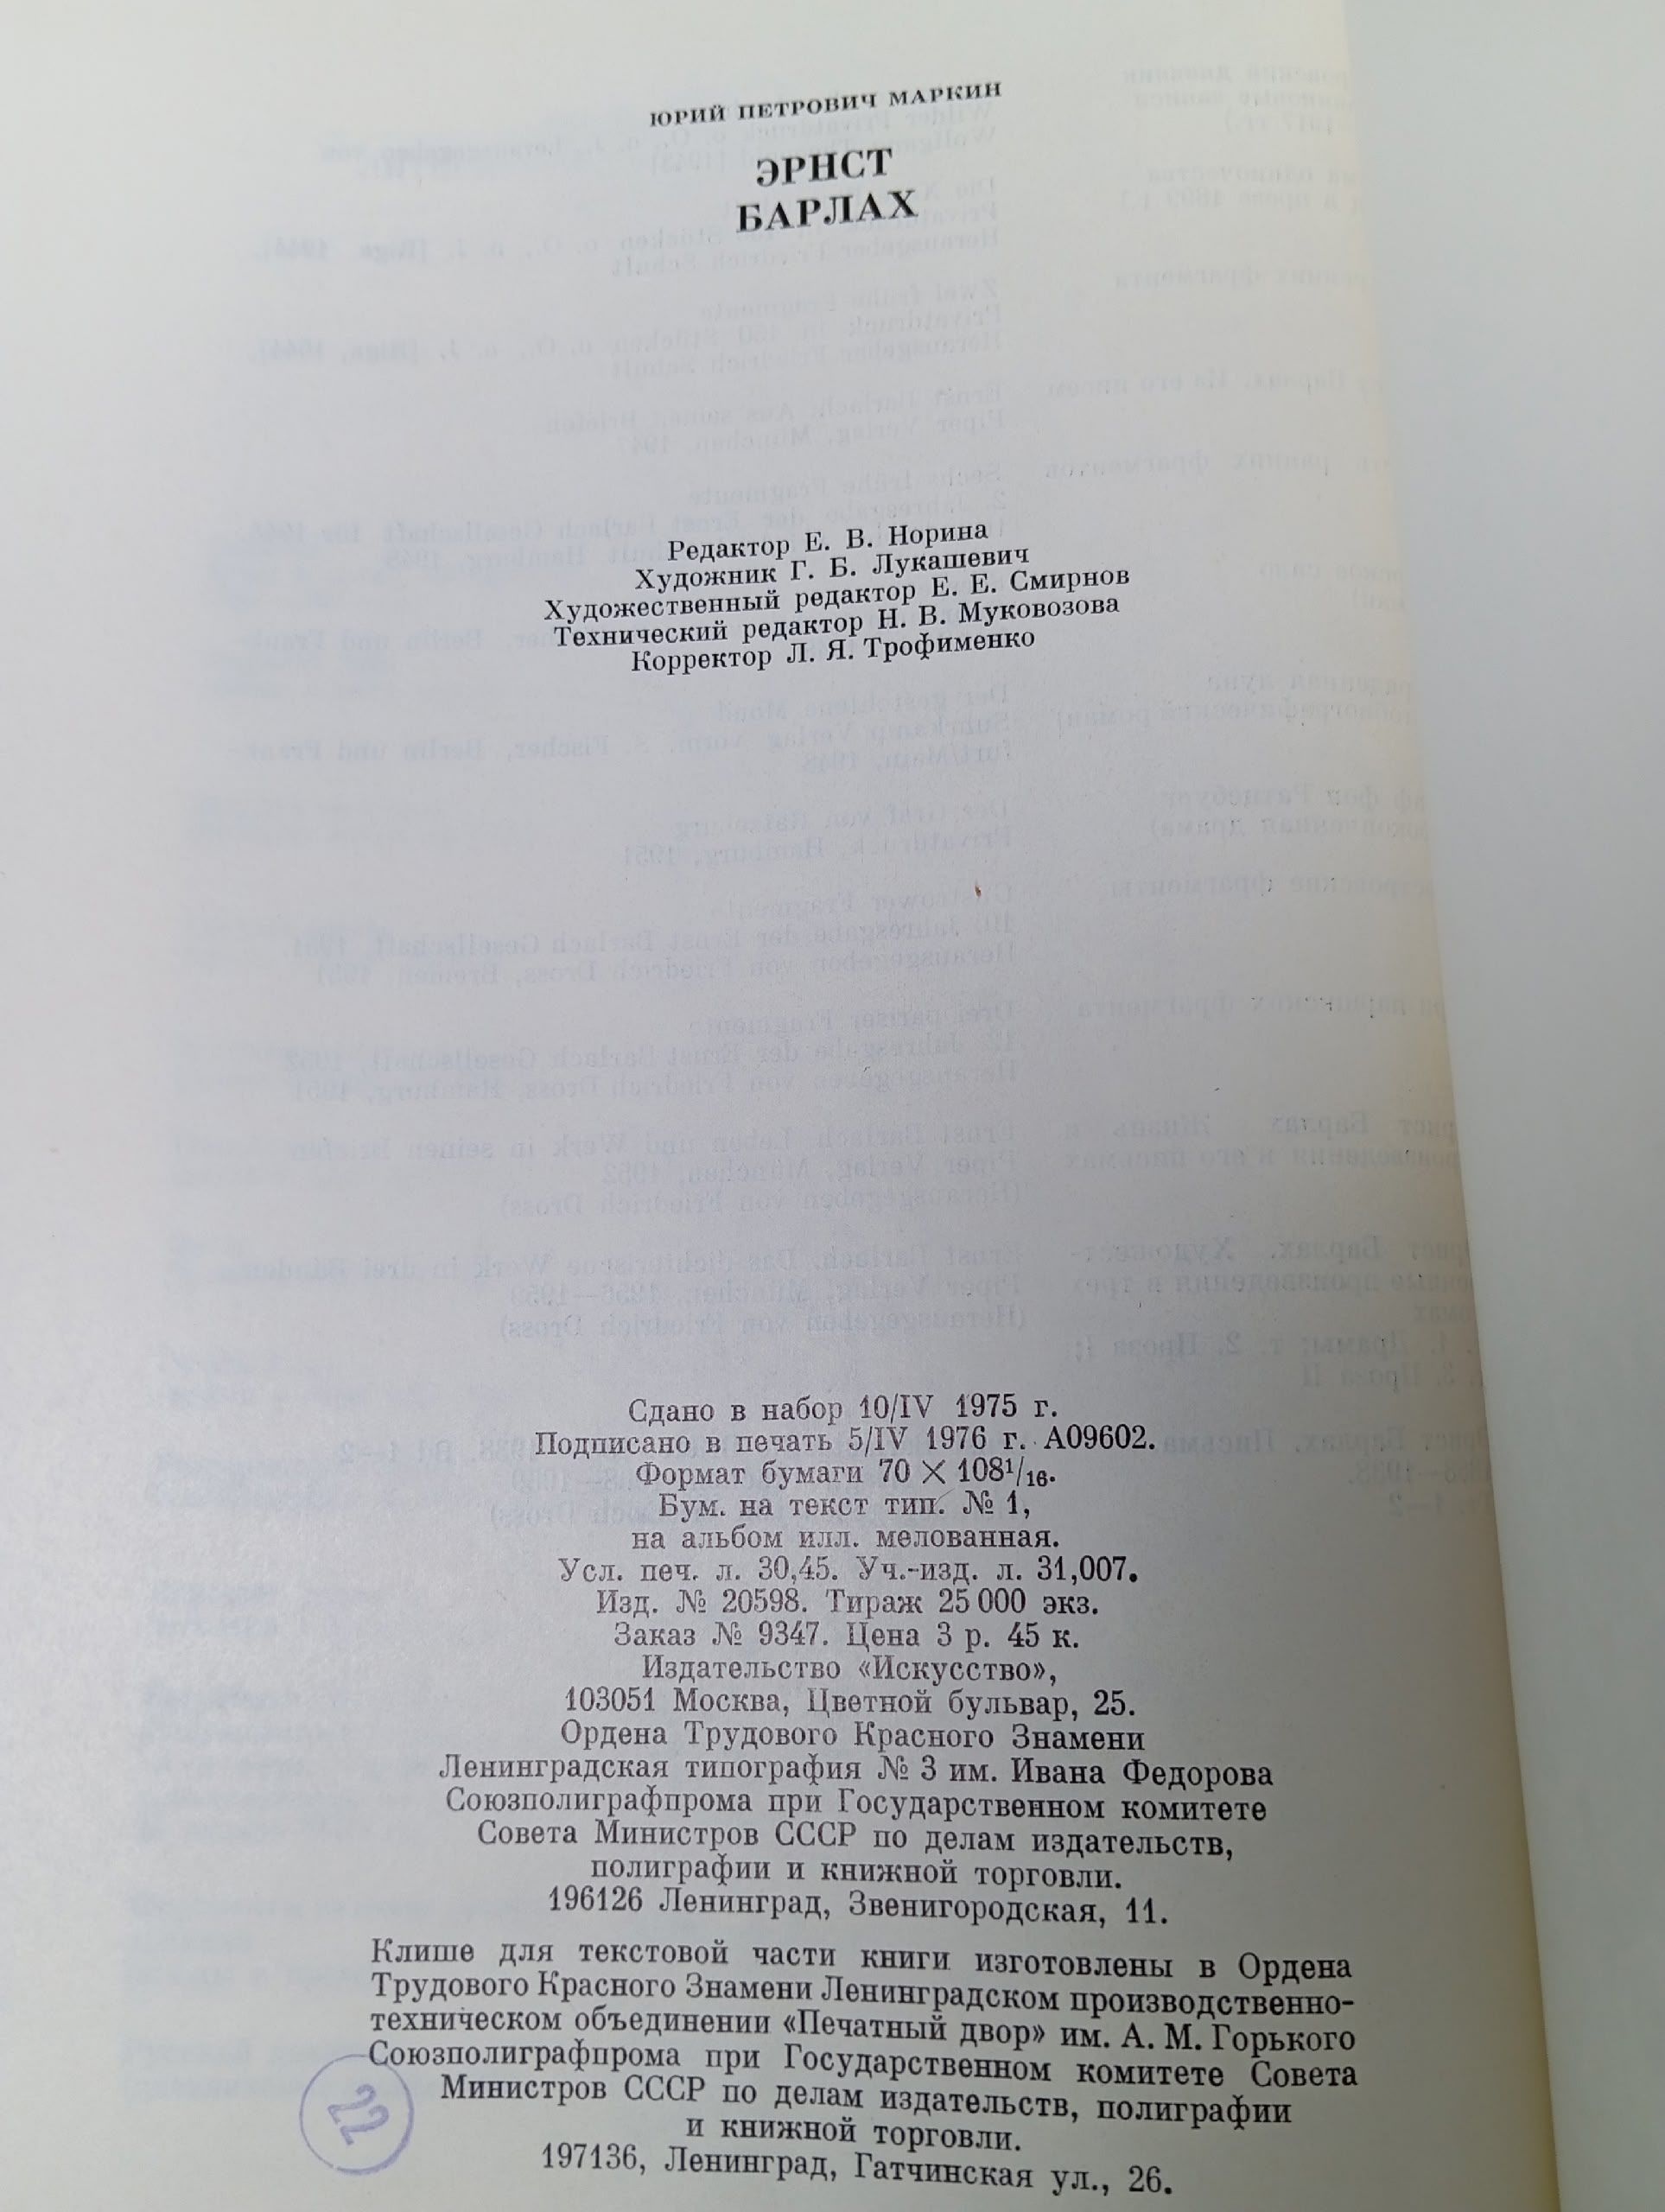 ЮРИЙ ПЕТРОВИЧ МАРКИН
ЭРНСТ
БАРЛАХ
Редактор Е. В. Норина
Художник Г. Б. Лукашевич
Художественный редактор Е. Е. Смирнов
Технический редактор Н. В. Муковозова
Корректор Л. Я. Трофименко
Сдано в набор 10/IV 1975 г.
Подписано в печать 5/IV 1976 г. А09602.
Формат бумаги 70 × 108¹/₁₆.
Бум. на текст тип. № 1,
на альбом илл. мелованная.
Усл. печ. л. 30,45. Уч.-изд. л. 31,007.
Изд. № 20598. Тираж 25 000 экз.
Заказ № 9347. Цена 3 р. 45 к.
Издательство «Искусство»,
103051 Москва, Цветной бульвар, 25.
Ордена Трудового Красного Знамени
Ленинградская типография № 3 им. Ивана Федорова
Союзполиграфпрома при Государственном комитете
Совета Министров СССР по делам издательств,
полиграфии и книжной торговли.
196126 Ленинград, Звенигородская, 11.
Клише для текстовой части книги изготовлены в Ордена
Трудового Красного Знамени Ленинградском производственно-
техническом объединении «Печатный двор» им. А. М. Горького
Союзполиграфпрома при Государственном комитете Совета
Министров СССР по делам издательств, полиграфии
и книжной торговли.
197136, Ленинград, Гатчинская ул., 26.
22